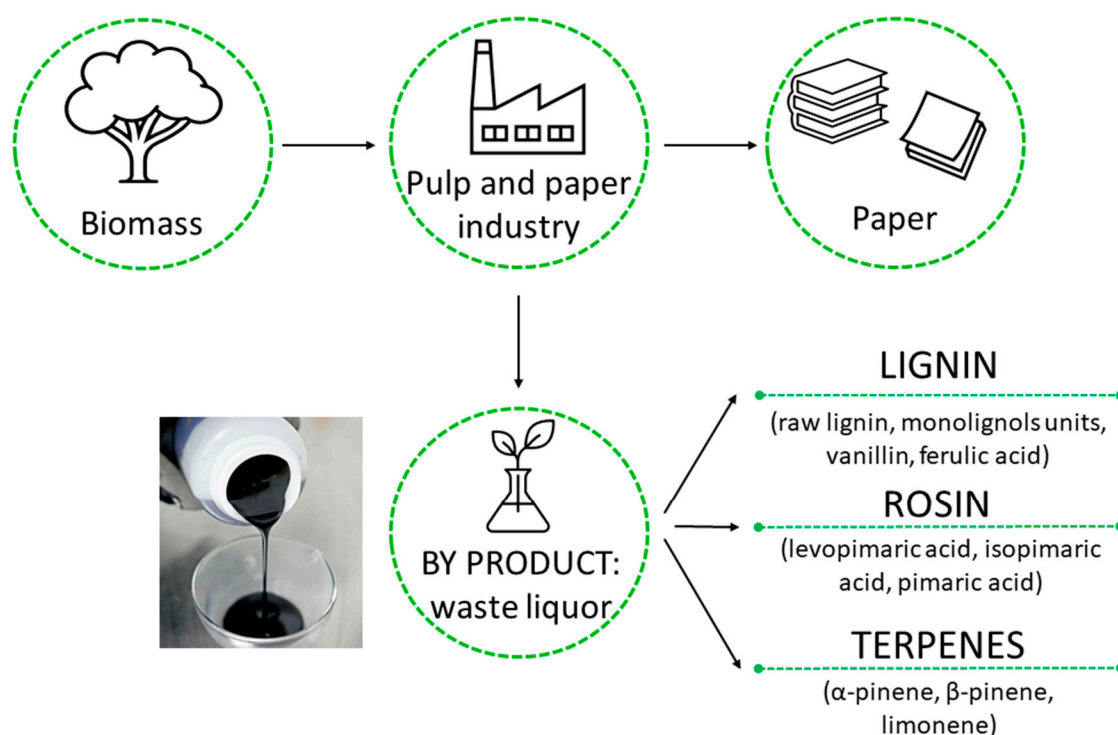 Biomass
Pulp and paper
industry
Paper
BY PRODUCT:
waste liquor
LIGNIN
(raw lignin, monolignols units,
vanillin, ferulic acid)
ROSIN
(levopimaric acid, isopimaric
acid, pimaric acid)
TERPENES
(α-pinene, β-pinene,
limonene)